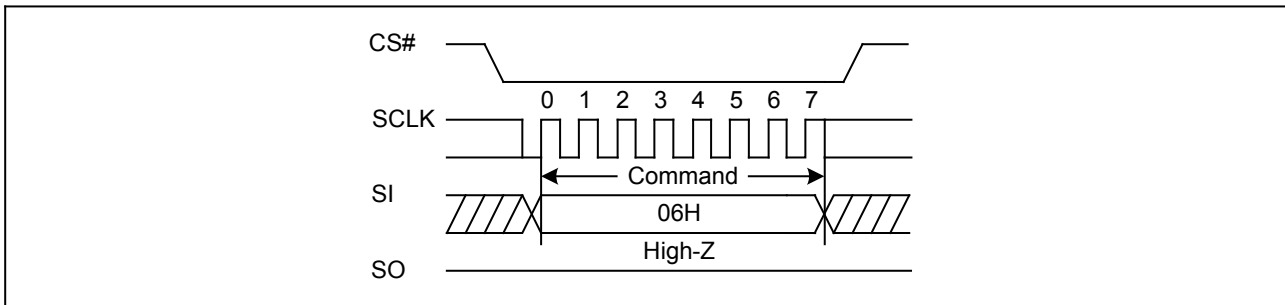 CS#
0 1 2 3 4 5 6 7
SCLK
Command
SI
06H
High-Z
SO